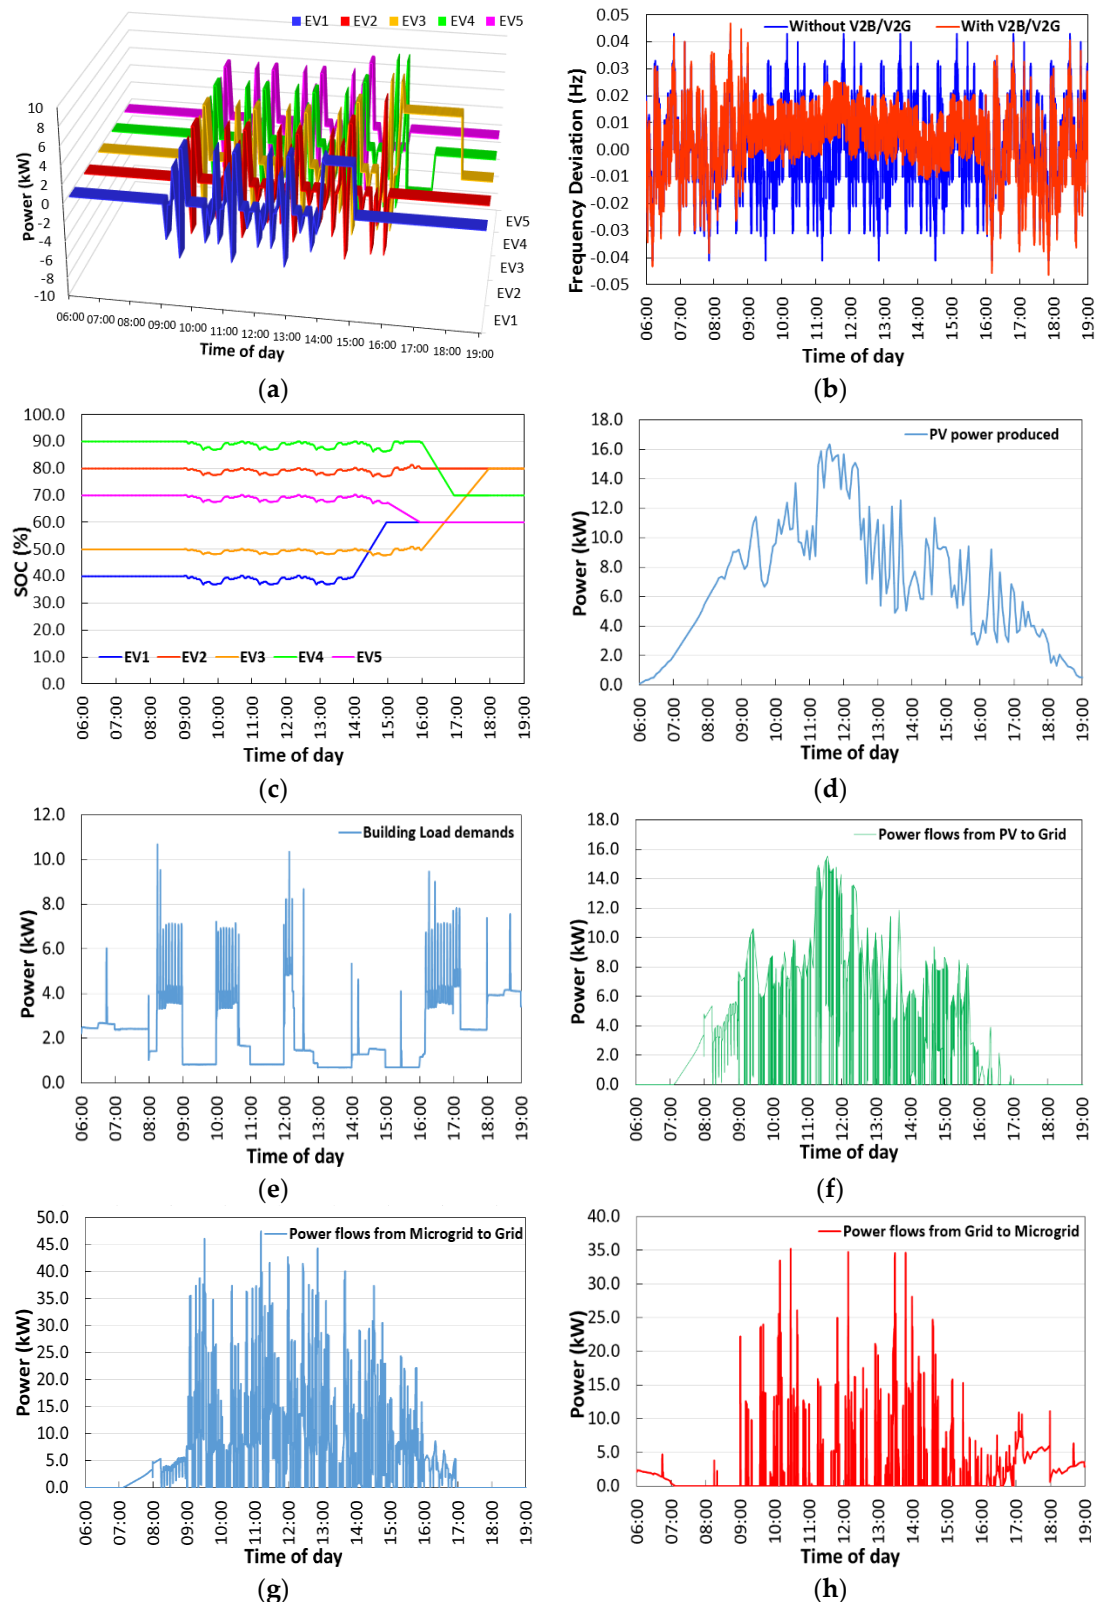 EV1 EV2 EV3 EV4 EV5
Power (kW)
10
8
6
4
2
0
-2
-4
-6
-8
-10
EV5
EV4
EV3
EV2
EV1
06:00 07:00 08:00 09:00 10:00 11:00 12:00 13:00 14:00 15:00 16:00 17:00 18:00 19:00
Time of day
(a)
Without V2B/V2G With V2B/V2G
Frequency Deviation (Hz)
0.05
0.04
0.03
0.02
0.01
0.00
-0.01
-0.02
-0.03
-0.04
-0.05
06:00 07:00 08:00 09:00 10:00 11:00 12:00 13:00 14:00 15:00 16:00 17:00 18:00 19:00
Time of day
(b)
SOC (%)
100.0
90.0
80.0
70.0
60.0
50.0
40.0
30.0
20.0
10.0
0.0
EV1 EV2 EV3 EV4 EV5
06:00 07:00 08:00 09:00 10:00 11:00 12:00 13:00 14:00 15:00 16:00 17:00 18:00 19:00
Time of day
(c)
PV power produced
Power (kW)
18.0
16.0
14.0
12.0
10.0
8.0
6.0
4.0
2.0
0.0
06:00 07:00 08:00 09:00 10:00 11:00 12:00 13:00 14:00 15:00 16:00 17:00 18:00 19:00
Time of day
(d)
Building Load demands
Power (kW)
12.0
10.0
8.0
6.0
4.0
2.0
0.0
06:00 07:00 08:00 09:00 10:00 11:00 12:00 13:00 14:00 15:00 16:00 17:00 18:00 19:00
Time of day
(e)
Power flows from PV to Grid
Power (kW)
18.0
16.0
14.0
12.0
10.0
8.0
6.0
4.0
2.0
0.0
06:00 07:00 08:00 09:00 10:00 11:00 12:00 13:00 14:00 15:00 16:00 17:00 18:00 19:00
Time of day
(f)
Power flows from Microgrid to Grid
Power (kW)
50.0
45.0
40.0
35.0
30.0
25.0
20.0
15.0
10.0
5.0
0.0
06:00 07:00 08:00 09:00 10:00 11:00 12:00 13:00 14:00 15:00 16:00 17:00 18:00 19:00
Time of day
(g)
Power flows from Grid to Microgrid
Power (kW)
40.0
35.0
30.0
25.0
20.0
15.0
10.0
5.0
0.0
06:00 07:00 08:00 09:00 10:00 11:00 12:00 13:00 14:00 15:00 16:00 17:00 18:00 19:00
Time of day
(h)